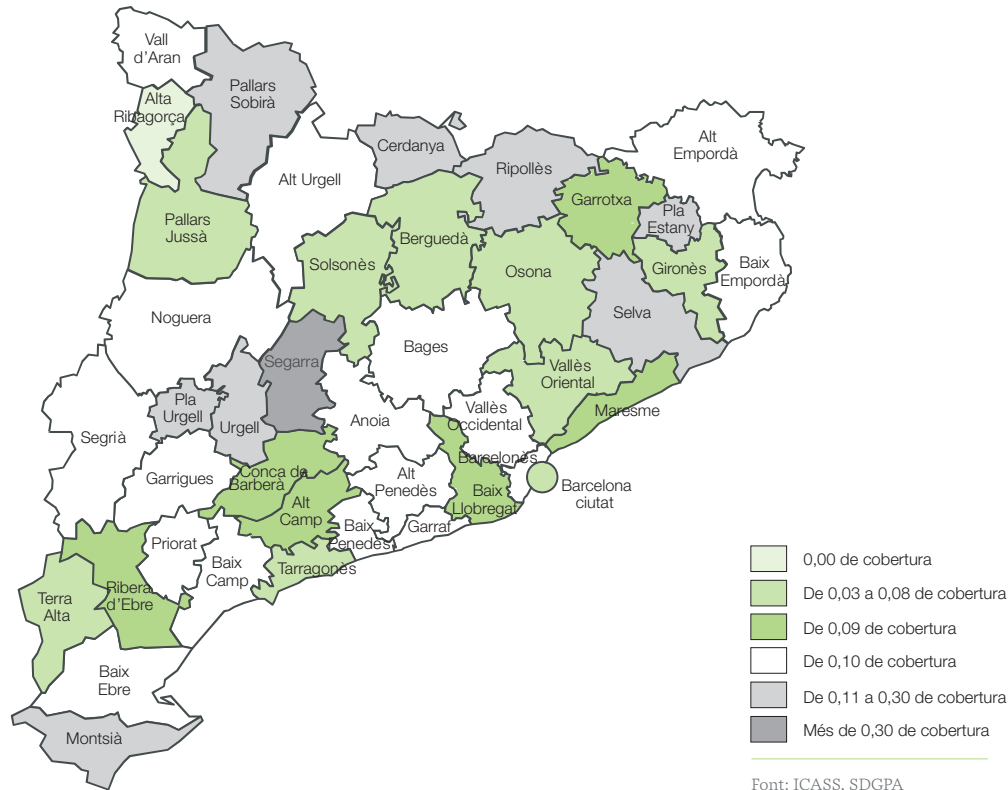 Vall
d'Aran
Pallars
Sobirà
Alta
Ribagorça
Cerdanya
Ripollès
Alt
Empordà
Alt Urgell
Garrotxa
Pla
Estany
Pallars
Jussà
Berguedà
Solsonès
Osona
Gironès
Baix
Empordà
Noguera
Selva
Bages
Segarra
Vallès
Oriental
Pla
Urgell
Urgell
Maresme
Segrià
Anoia
Vallès
Occidental
Garrigues
Conca de
Barberà
Barcelonès
Alt
Penedès
Baix
Llobregat
Barcelona
ciutat
Alt
Camp
Priorat
Baix
Camp
Baix
Penedès
Garraf
Tarragonès
Terra
Alta
Ribera
d'Ebre
Baix
Ebre
Montsià
0,00 de cobertura
De 0,03 a 0,08 de cobertura
De 0,09 de cobertura
De 0,10 de cobertura
De 0,11 a 0,30 de cobertura
Més de 0,30 de cobertura
Font: ICASS, SDGPA